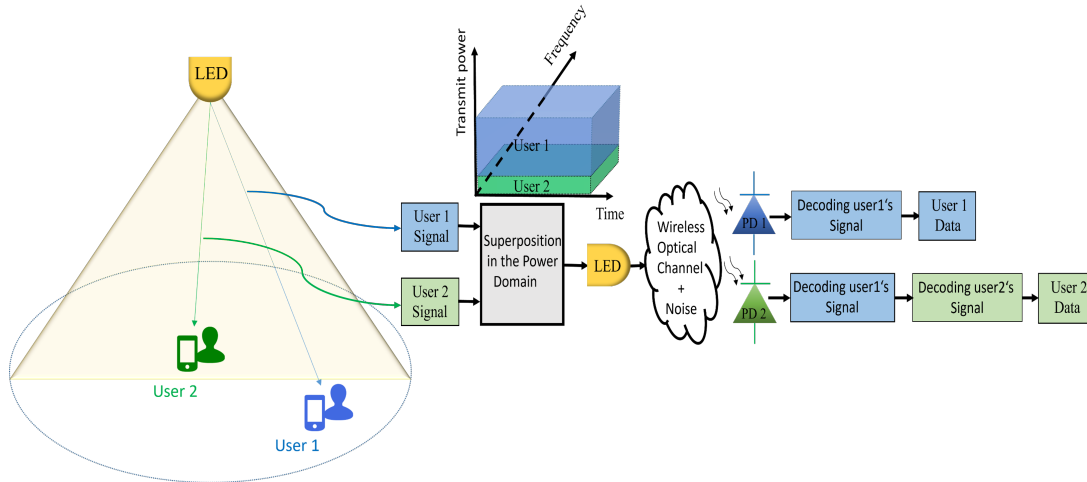 LED
User 2
User 1
Transmit power
Frequency
User 1
User 2
Time
User 1
Signal
User 2
Signal
Superposition
in the Power
Domain
LED
Wireless
Optical
Channel
+
Noise
PD 1
Decoding user1‘s
Signal
User 1
Data
PD 2
Decoding user1‘s
Signal
Decoding user2‘s
Signal
User 2
Data